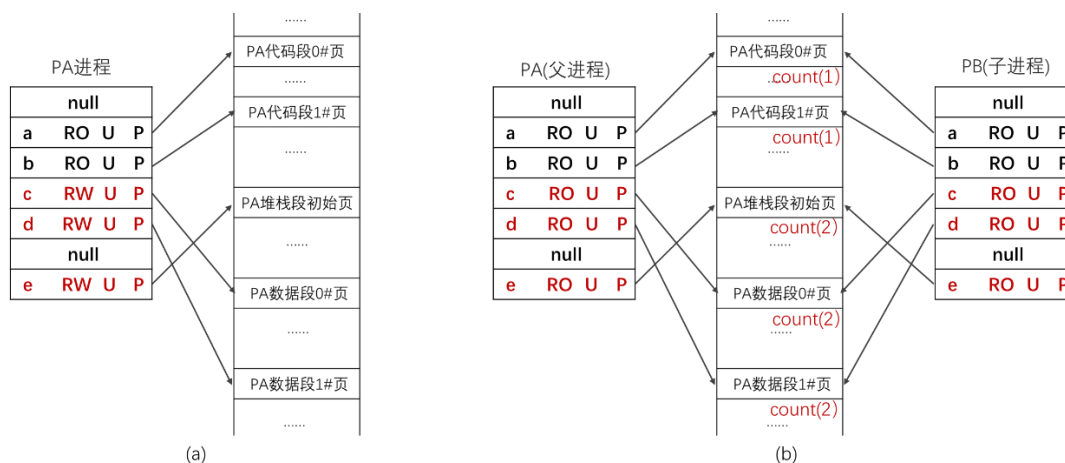 PA进程
null
a RO U P
b RO U P
c RW U P
d RW U P
null
e RW U P
……
PA代码段0#页
……
PA代码段1#页
……
PA堆栈段初始页
……
PA数据段0#页
……
PA数据段1#页
……
(a)
PA(父进程)
null
a RO U P
b RO U P
c RO U P
d RO U P
null
e RO U P
……
PA代码段0#页
……
count(1)
PA代码段1#页
count(1)
……
PA堆栈段初始页
count(2)
……
PA数据段0#页
count(2)
……
PA数据段1#页
count(2)
……
PB(子进程)
null
a RO U P
b RO U P
c RO U P
d RO U P
null
e RO U P
(b)